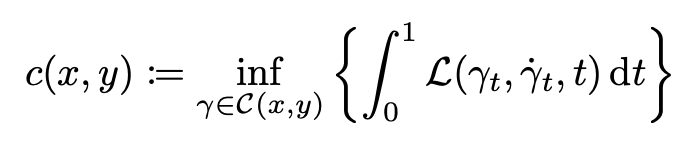 c(x, y) := inf_{γ∈𝒞(x,y)} { ∫_0^1 ℒ(γ_t, γ̇_t, t) dt }